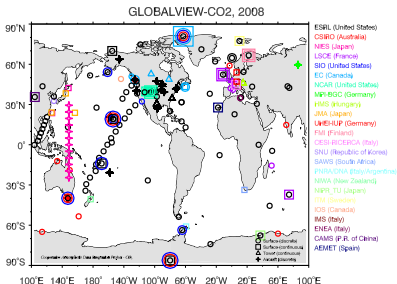 GLOBALVIEW-CO2, 2008
90°N
60°N
30°N
0°
30°S
60°S
90°S
100°E
140°E
180°
140°W
100°W
60°W
20°W
20°E
60°E
100°E
Surface (discrete)
Surface (continuous)
Tower (continuous)
Aircraft (discrete)
ESRL (United States)
CSIRO (Australia)
NIES (Japan)
LSCE (France)
SIO (United States)
EC (Canada)
NCAR (United States)
MPI-BGC (Germany)
HMS (Hungary)
JMA (Japan)
(Germany)
FMI (Finland)
CESI-RICERCA (Italy)
SNU (Republic of Korea)
SAWS (South Africa)
NIWA (New Zealand)
(Japan)
IOS (Canada)
IMS (Italy)
ENEA (Italy)
CAMS (P.R. of China)
AEMET (Spain)